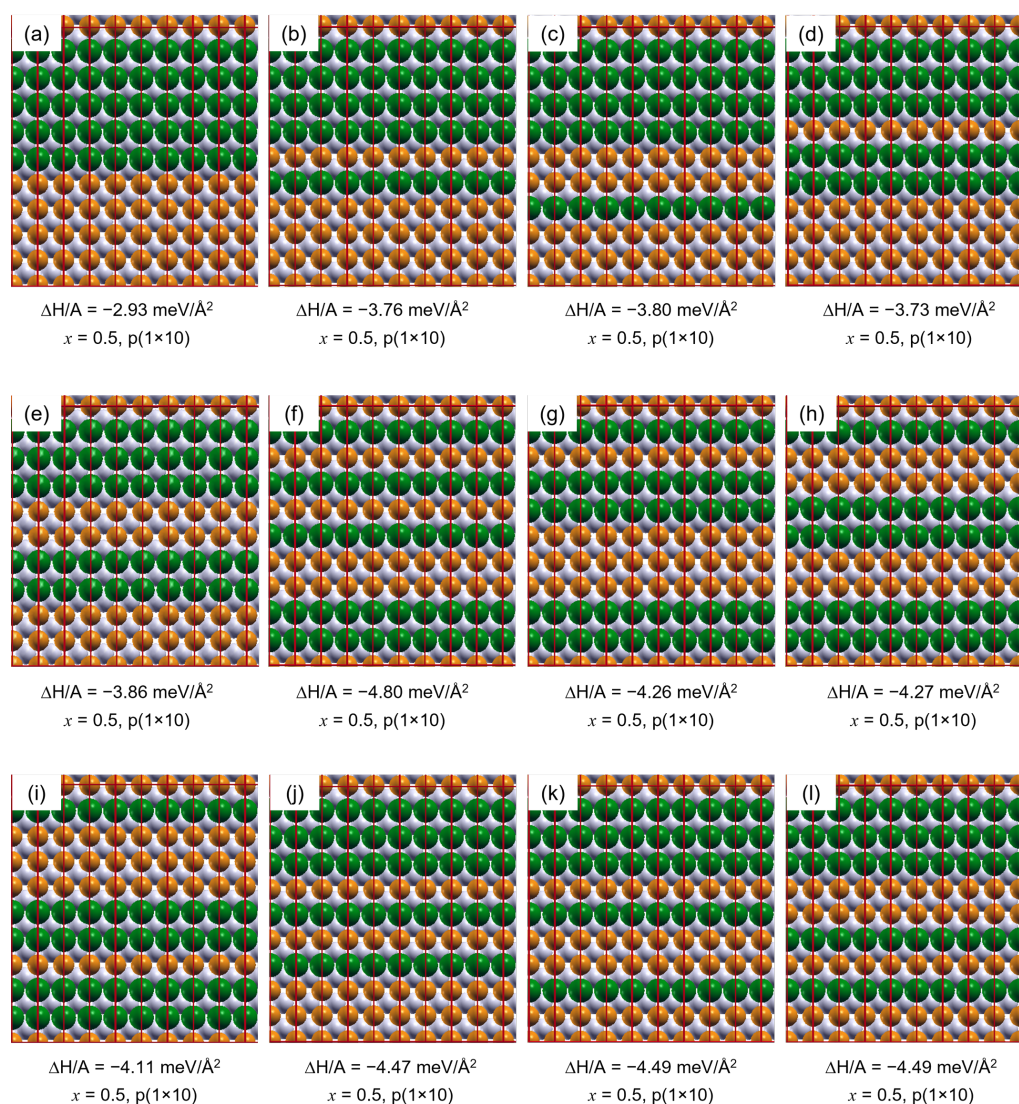 (a) (b) (c) (d)
ΔH/A = −2.93 meV/Å² ΔH/A = −3.76 meV/Å² ΔH/A = −3.80 meV/Å² ΔH/A = −3.73 meV/Å²
x = 0.5, p(1×10) x = 0.5, p(1×10) x = 0.5, p(1×10) x = 0.5, p(1×10)
(e) (f) (g) (h)
ΔH/A = −3.86 meV/Å² ΔH/A = −4.80 meV/Å² ΔH/A = −4.26 meV/Å² ΔH/A = −4.27 meV/Å²
x = 0.5, p(1×10) x = 0.5, p(1×10) x = 0.5, p(1×10) x = 0.5, p(1×10)
(i) (j) (k) (l)
ΔH/A = −4.11 meV/Å² ΔH/A = −4.47 meV/Å² ΔH/A = −4.49 meV/Å² ΔH/A = −4.49 meV/Å²
x = 0.5, p(1×10) x = 0.5, p(1×10) x = 0.5, p(1×10) x = 0.5, p(1×10)